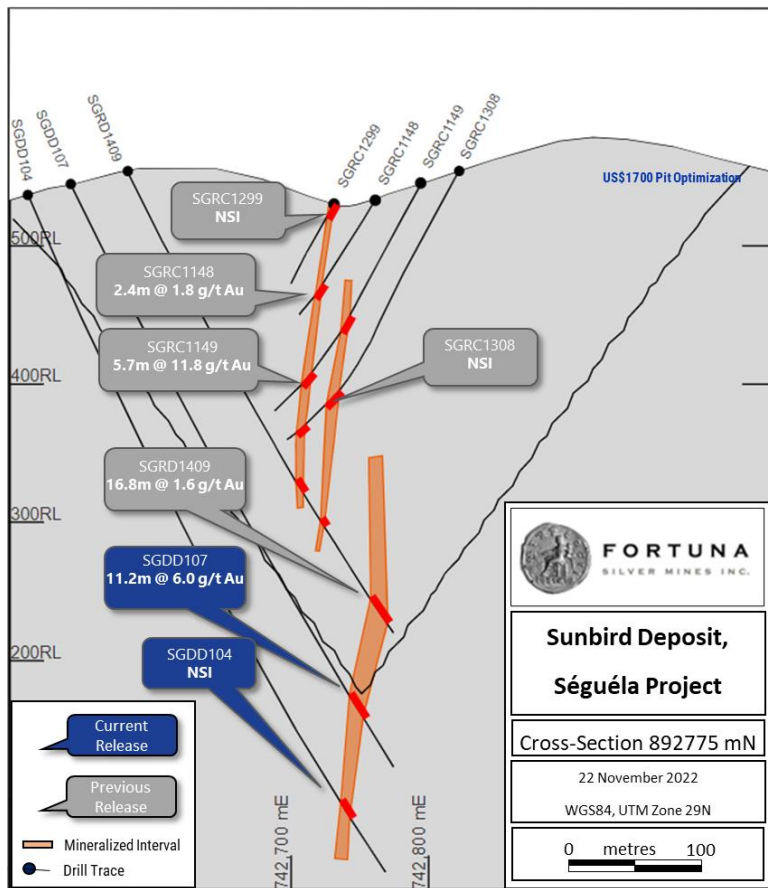 SGDD104
SGDD107
SGRD1409
SGRC1299
SGRC1148
SGRC1149
SGRC1308
US$1700 Pit Optimization
SGRC1299
NSI
500RL
SGRC1148
2.4m @ 1.8 g/t Au
SGRC1149
5.7m @ 11.8 g/t Au
SGRC1308
NSI
400RL
SGRD1409
16.8m @ 1.6 g/t Au
300RL
SGDD107
11.2m @ 6.0 g/t Au
SGDD104
NSI
200RL
Current
Release
Previous
Release
Mineralized Interval
Drill Trace
742,700 mE
742,800 mE
FORTUNA
SILVER MINES INC.
Sunbird Deposit,
Séguéla Project
Cross-Section 892775 mN
22 November 2022
WGS84, UTM Zone 29N
0 metres 100